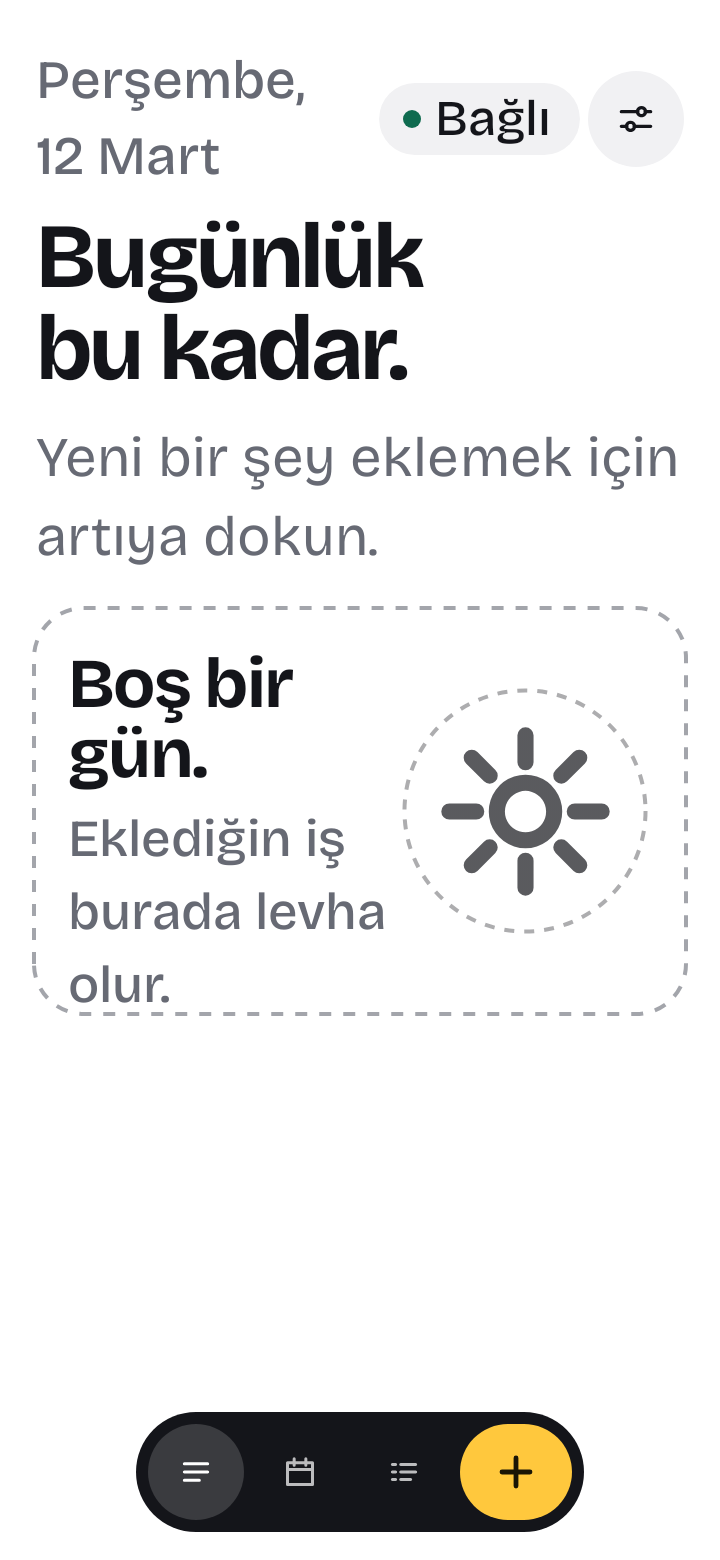 Perşembe,
12 Mart
Bağlı
Bugünlük
bu kadar.
Yeni bir şey eklemek için
artıya dokun.
Boş bir
gün.
Eklediğin iş
burada levha
olur.